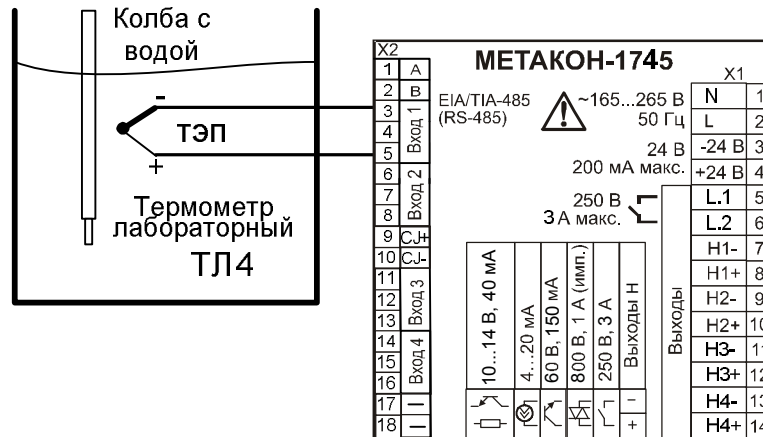 Колба с
водой
-
ТЭП
+
Термометр
лабораторный
ТЛ4
X2
МЕТАКОН-1745
X1
1 A
2 B
3
4 Вход 1
5
6
7 Вход 2
8
9 CJ+
10 CJ-
11
12 Вход 3
13
14
15 Вход 4
16
17 —
18 —
EIA/TIA-485
(RS-485)
~165...265 В
50 Гц
24 В
200 мА макс.
250 В
3 А макс.
N 1
L 2
-24 В 3
+24 В 4
L.1 5
L.2 6
H1- 7
H1+ 8
H2- 9
H2+ 10
H3- 11
H3+ 12
H4- 13
H4+ 14
Выходы
10...14 В, 40 мА
4...20 мА
60 В, 150 мА
800 В, 1 А (имп.)
250 В, 3 А
Выходы Н
−
+